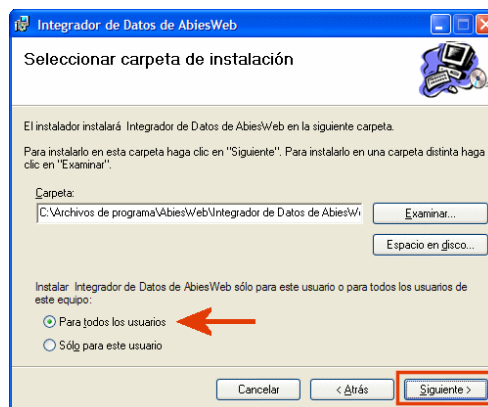 Integrador de Datos de AbiesWeb
Seleccionar carpeta de instalación
El instalador instalará Integrador de Datos de AbiesWeb en la siguiente carpeta.
Para instalarlo en esta carpeta haga clic en "Siguiente". Para instalarlo en una carpeta distinta haga
clic en "Examinar".
Carpeta:
C:\Archivos de programa\AbiesWeb\Integrador de Datos de AbiesW
Examinar...
Espacio en disco...
Instalar Integrador de Datos de AbiesWeb sólo para este usuario o para todos los usuarios de
este equipo:
Para todos los usuarios
Sólo para este usuario
Cancelar
< Atrás
Siguiente >